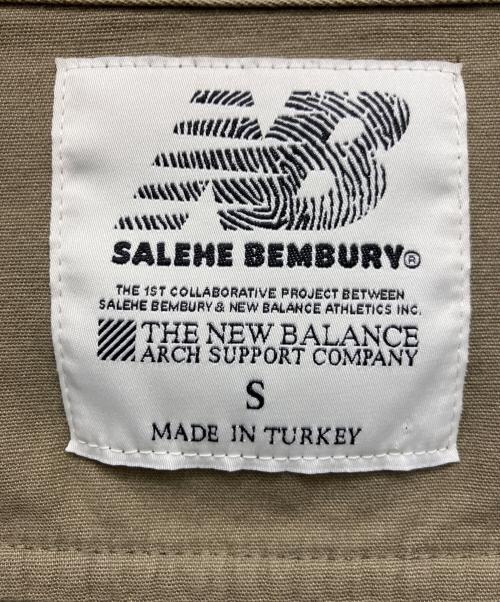 NB
SALEHE BEMBURY®
THE 1ST COLLABORATIVE PROJECT BETWEEN
SALEHE BEMBURY & NEW BALANCE ATHLETICS INC.
THE NEW BALANCE
ARCH SUPPORT COMPANY
S
MADE IN TURKEY